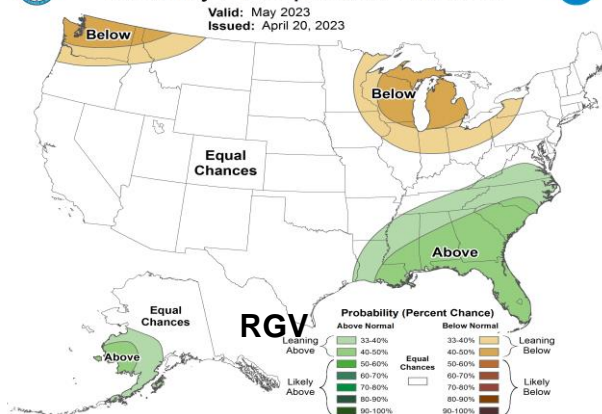 Valid: May 2023
Issued: April 20, 2023
Below
Below
Equal
Chances
Above
Equal
Chances
Above
RGV
Probability (Percent Chance)
Above Normal
Below Normal
Leaning
Above
33-40%
40-50%
50-60%
60-70%
70-80%
80-90%
90-100%
Likely
Above
Equal
Chances
33-40%
40-50%
50-60%
60-70%
70-80%
80-90%
90-100%
Leaning
Below
Likely
Below